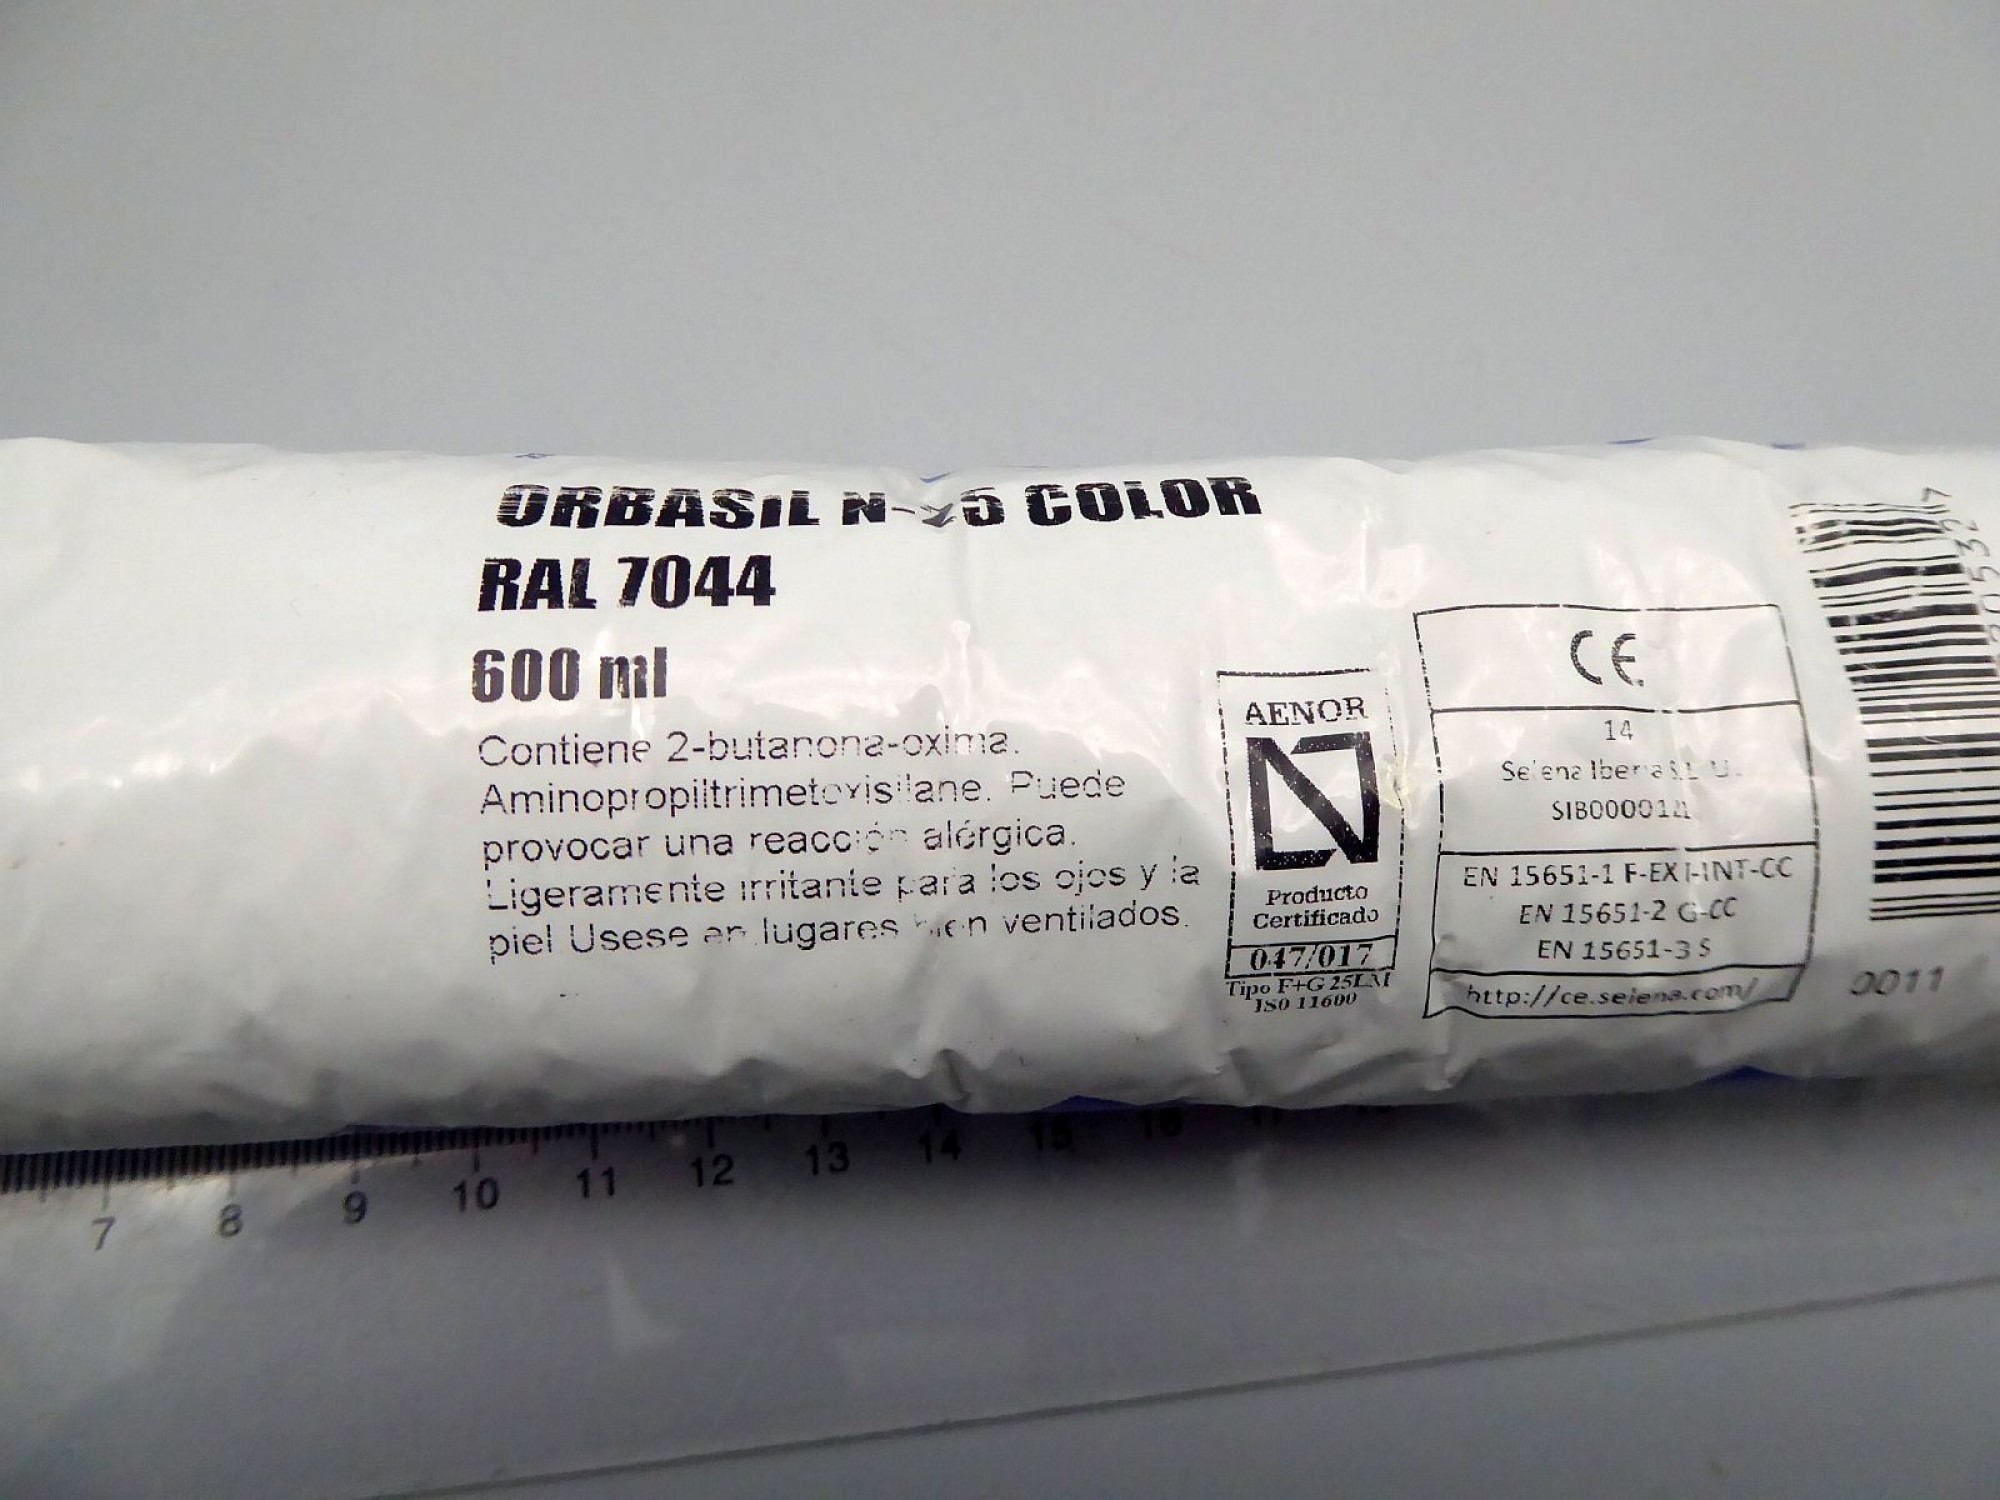 ORBASIL N-25 COLOR
RAL 7044
600 ml
Contiene 2-butanona-oxima.
Aminopropiltrimetoxisilane. Puede
provocar una reacción alérgica.
Ligeramente irritante para los ojos y la
piel Usese en lugares bien ventilados.
AENOR
Producto
Certificado
047/017
Tipo F+G 25LM
ISO 11600
CE
14
Selena Iberia S.L.U.
SIB000014
EN 15651-1 F-EXT-INT-CC
EN 15651-2 G-CC
EN 15651-3 S
http://ce.selena.com/
0011
7 8 9 10 11 12 13 14 15 16 17